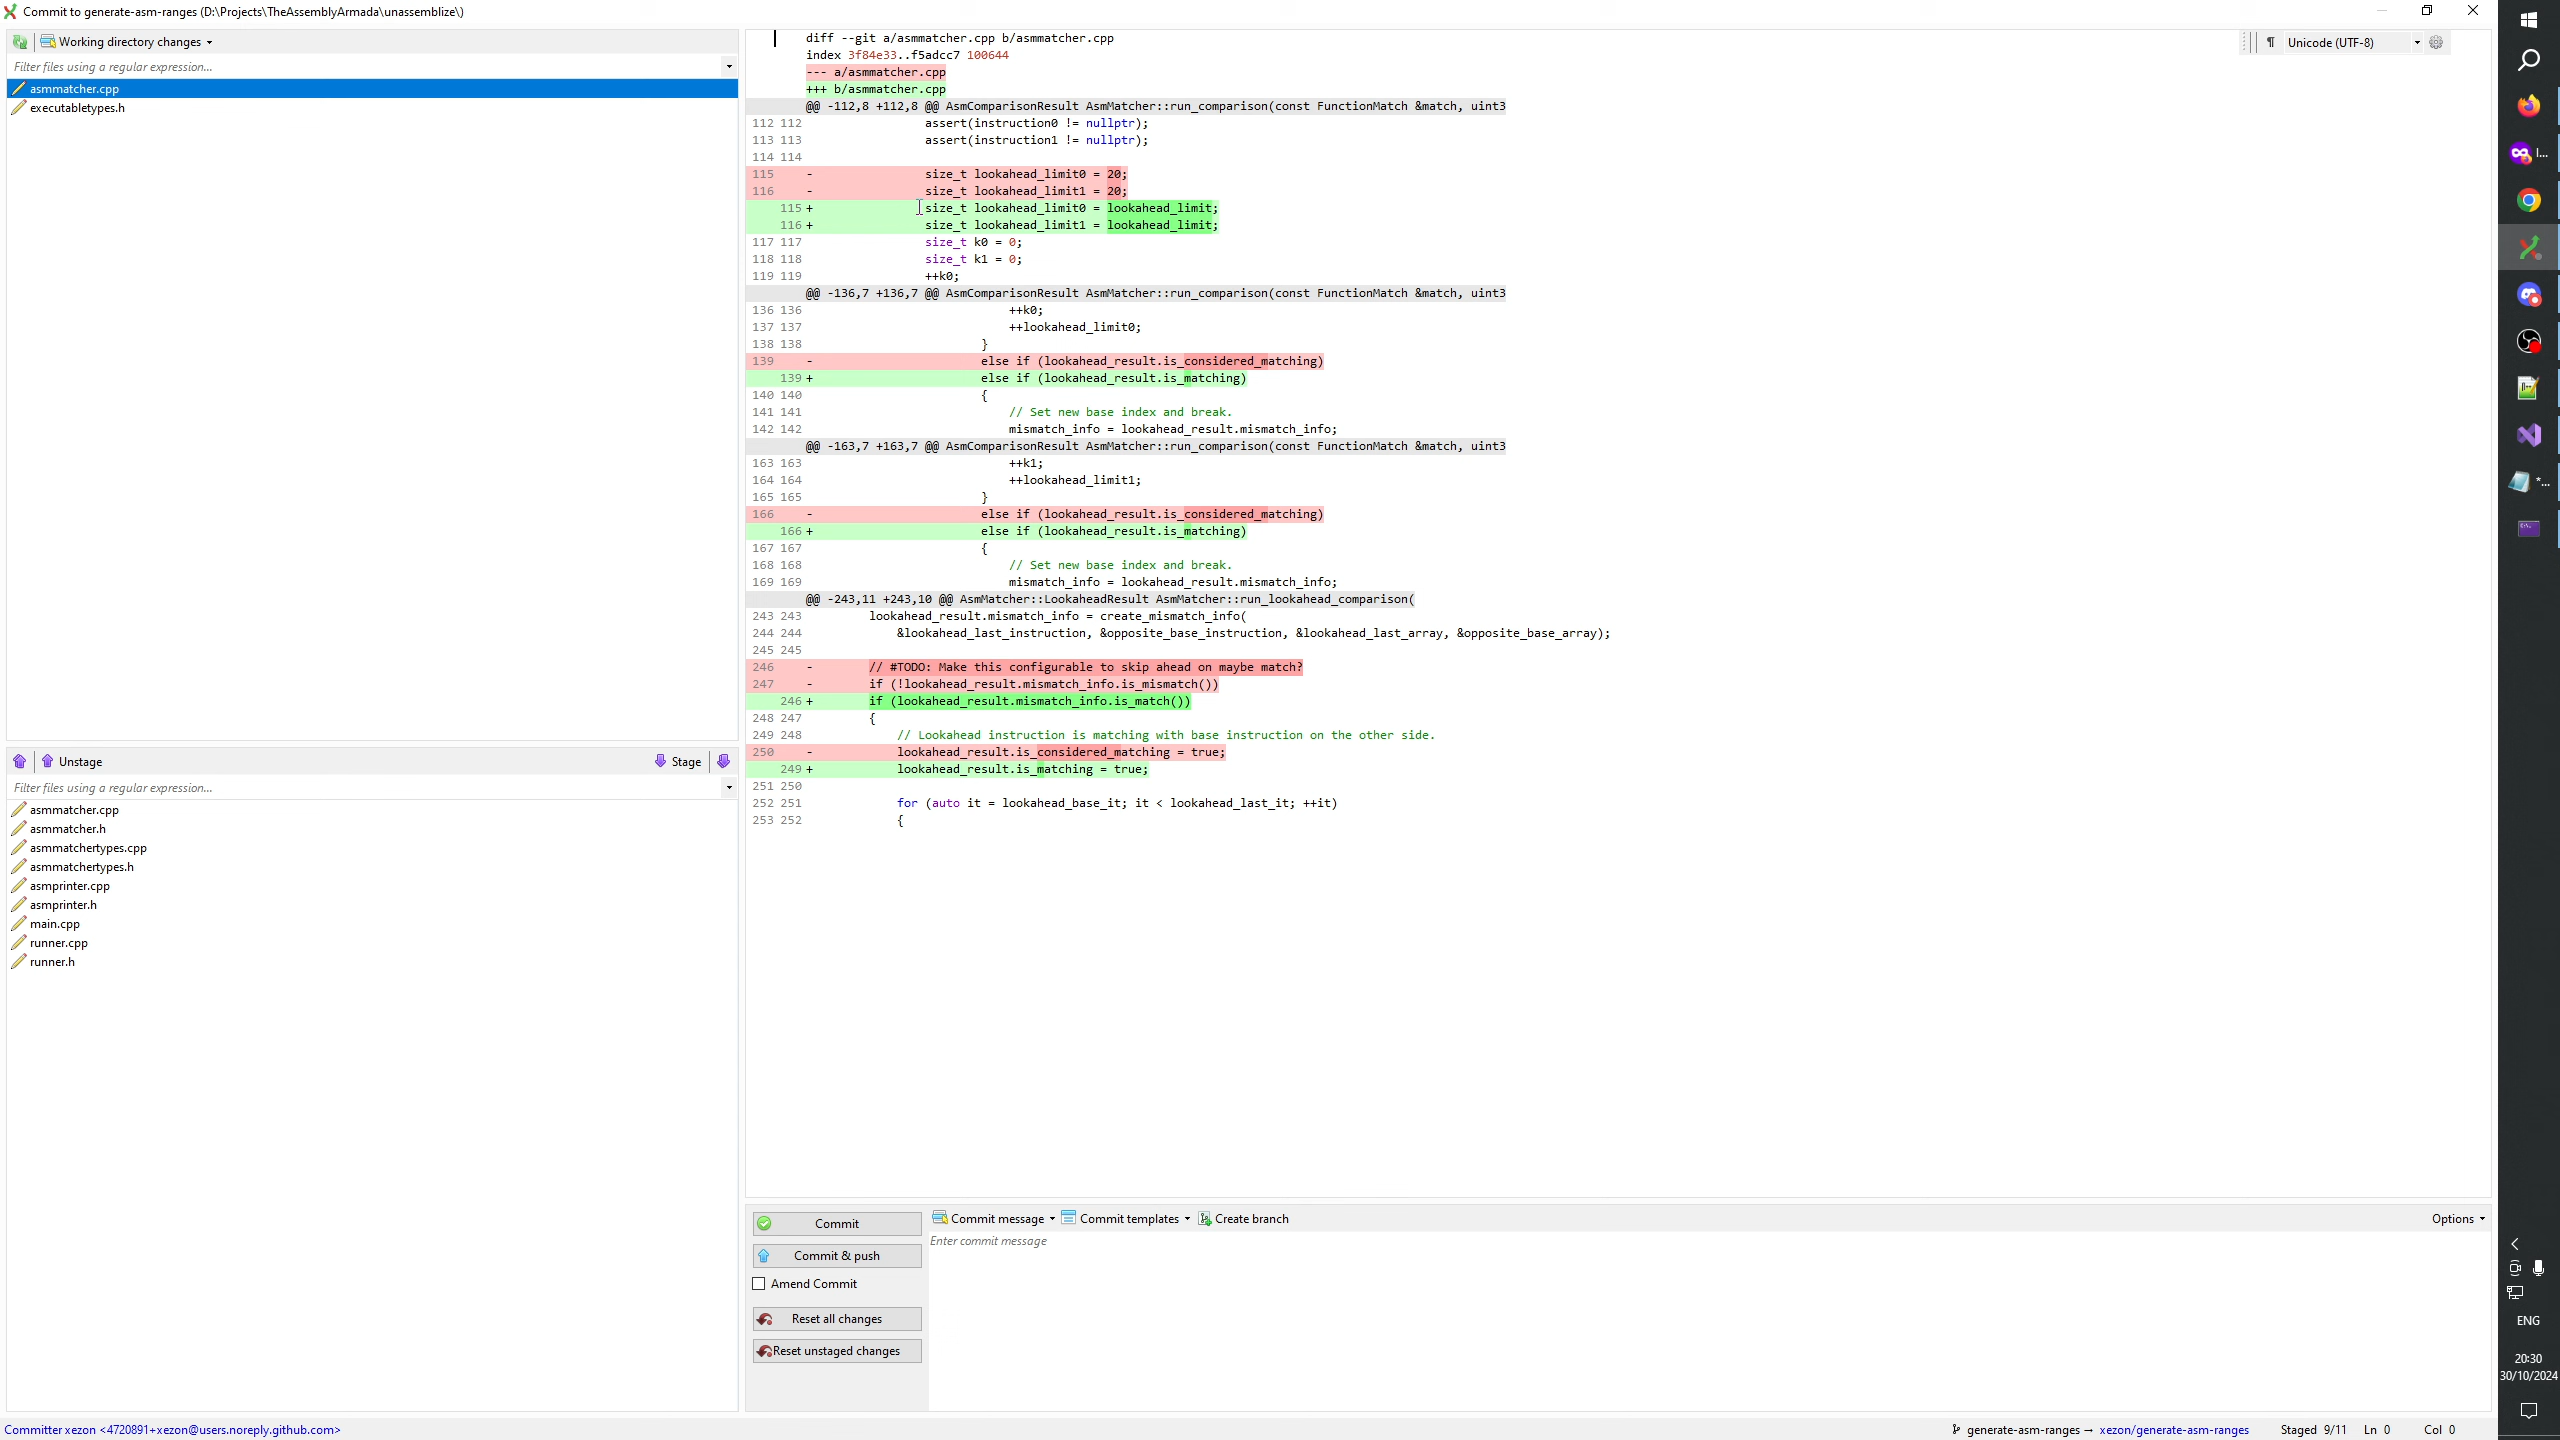 Commit to generate-asm-ranges (D:\Projects\TheAssemblyArmada\unassemblize\)
Working directory changes
Filter files using a regular expression...
asmmatcher.cpp
executabletypes.h
Unstage
Stage
Filter files using a regular expression...
asmmatcher.cpp
asmmatcher.h
asmmatchertypes.cpp
asmmatchertypes.h
asmprinter.cpp
asmprinter.h
main.cpp
runner.cpp
runner.h
Unicode (UTF-8)
diff --git a/asmmatcher.cpp b/asmmatcher.cpp
index 3f84e33..f5adcc7 100644
--- a/asmmatcher.cpp
+++ b/asmmatcher.cpp
@@ -112,8 +112,8 @@ AsmComparisonResult AsmMatcher::run_comparison(const FunctionMatch &match, uint3
112 112 assert(instruction0 != nullptr);
113 113 assert(instruction1 != nullptr);
114 114
115 - size_t lookahead_limit0 = 20;
116 - size_t lookahead_limit1 = 20;
115 + size_t lookahead_limit0 = lookahead_limit;
116 + size_t lookahead_limit1 = lookahead_limit;
117 117 size_t k0 = 0;
118 118 size_t k1 = 0;
119 119 ++k0;
@@ -136,7 +136,7 @@ AsmComparisonResult AsmMatcher::run_comparison(const FunctionMatch &match, uint3
136 136 ++k0;
137 137 ++lookahead_limit0;
138 138 }
139 - else if (lookahead_result.is_considered_matching)
139 + else if (lookahead_result.is_matching)
140 140 {
141 141 // Set new base index and break.
142 142 mismatch_info = lookahead_result.mismatch_info;
@@ -163,7 +163,7 @@ AsmComparisonResult AsmMatcher::run_comparison(const FunctionMatch &match, uint3
163 163 ++k1;
164 164 ++lookahead_limit1;
165 165 }
166 - else if (lookahead_result.is_considered_matching)
166 + else if (lookahead_result.is_matching)
167 167 {
168 168 // Set new base index and break.
169 169 mismatch_info = lookahead_result.mismatch_info;
@@ -243,11 +243,10 @@ AsmMatcher::LookaheadResult AsmMatcher::run_lookahead_comparison(
243 243 lookahead_result.mismatch_info = create_mismatch_info(
244 244 &lookahead_last_instruction, &opposite_base_instruction, &lookahead_last_array, &opposite_base_array);
245 245
246 - // #TODO: Make this configurable to skip ahead on maybe match?
247 - if (!lookahead_result.mismatch_info.is_mismatch())
246 + if (lookahead_result.mismatch_info.is_match())
248 247 {
249 248 // Lookahead instruction is matching with base instruction on the other side.
250 - lookahead_result.is_considered_matching = true;
249 + lookahead_result.is_matching = true;
251 250
252 251 for (auto it = lookahead_base_it; it < lookahead_last_it; ++it)
253 252 {
Commit
Commit & push
Amend Commit
Reset all changes
Reset unstaged changes
Commit message
Commit templates
Create branch
Options
Enter commit message
Committer xezon <4720891+xezon@users.noreply.github.com>
generate-asm-ranges → xezon/generate-asm-ranges
Staged 9/11
Ln 0
Col 0
I...
*...
ENG
20:30
30/10/2024